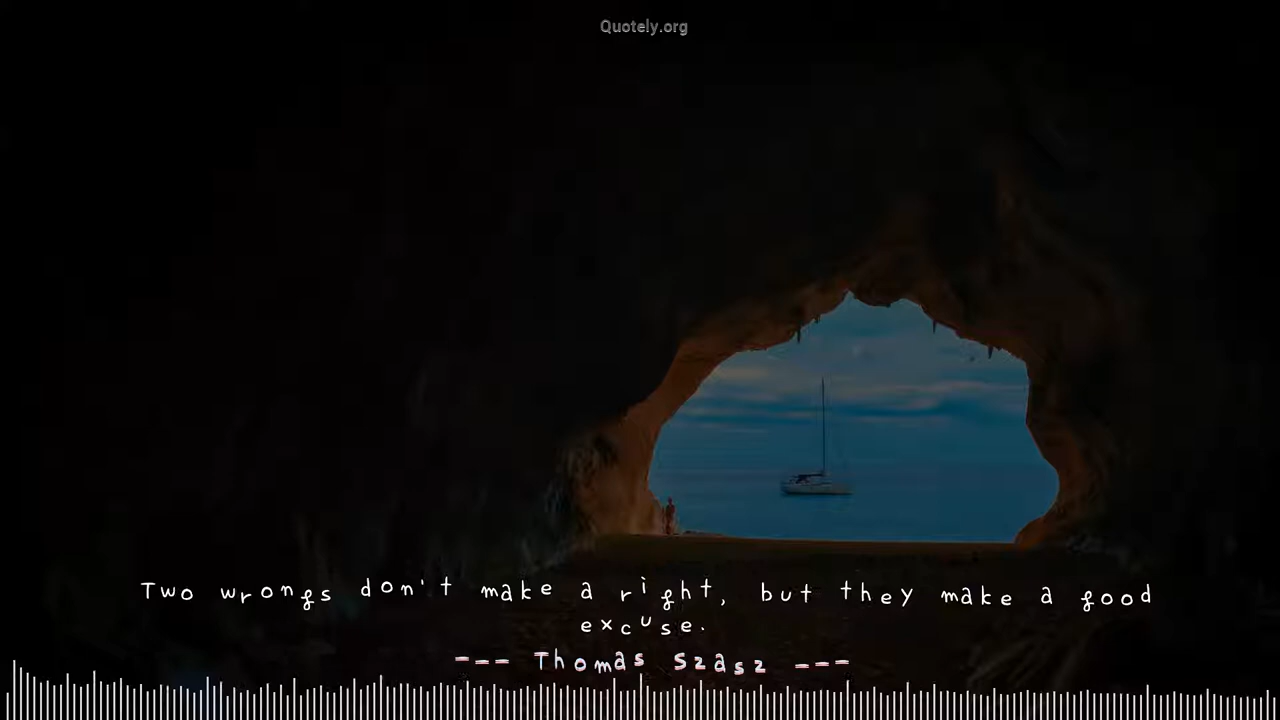 Quotely.org
Two wrongs don't make a right, but they make a good
excuse.
--- Thomas Szasz ---